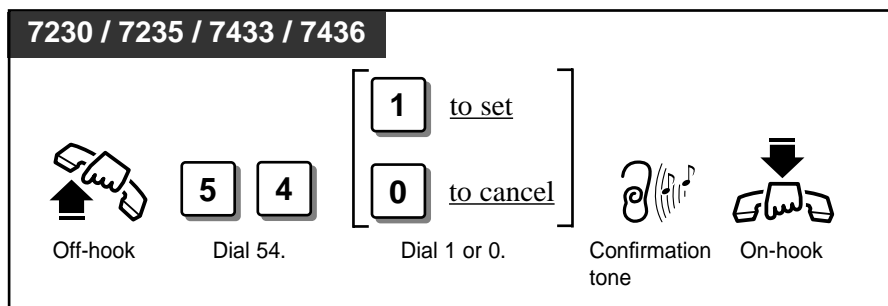 7230 / 7235 / 7433 / 7436
1 to set
5 4
0 to cancel
Off-hook Dial 54. Dial 1 or 0. Confirmation tone On-hook